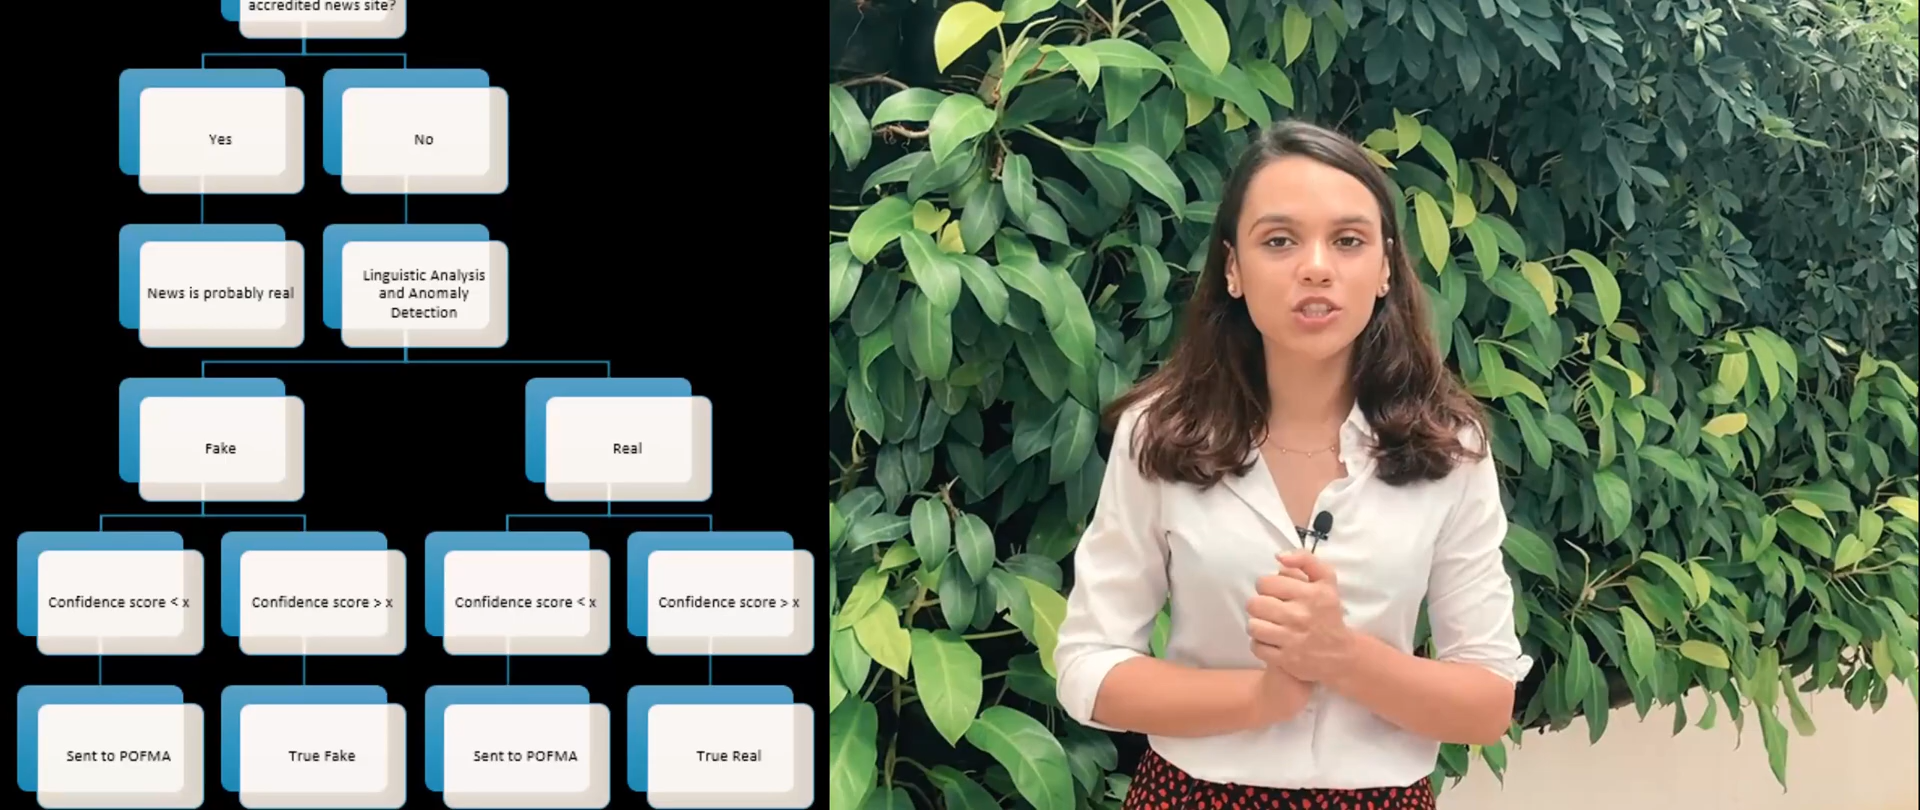 accredited news site?
Yes
No
News is probably real
Linguistic Analysis
and Anomaly
Detection
Fake
Real
Confidence score < x
Confidence score > x
Confidence score < x
Confidence score > x
Sent to POFMA
True Fake
Sent to POFMA
True Real